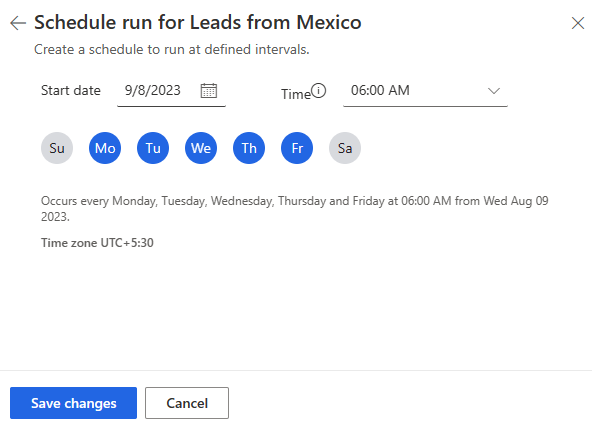 Schedule run for Leads from Mexico
Create a schedule to run at defined intervals.
Start date 9/8/2023 Time 06:00 AM
Su Mo Tu We Th Fr Sa
Occurs every Monday, Tuesday, Wednesday, Thursday and Friday at 06:00 AM from Wed Aug 09
2023.
Time zone UTC+5:30
Save changes Cancel